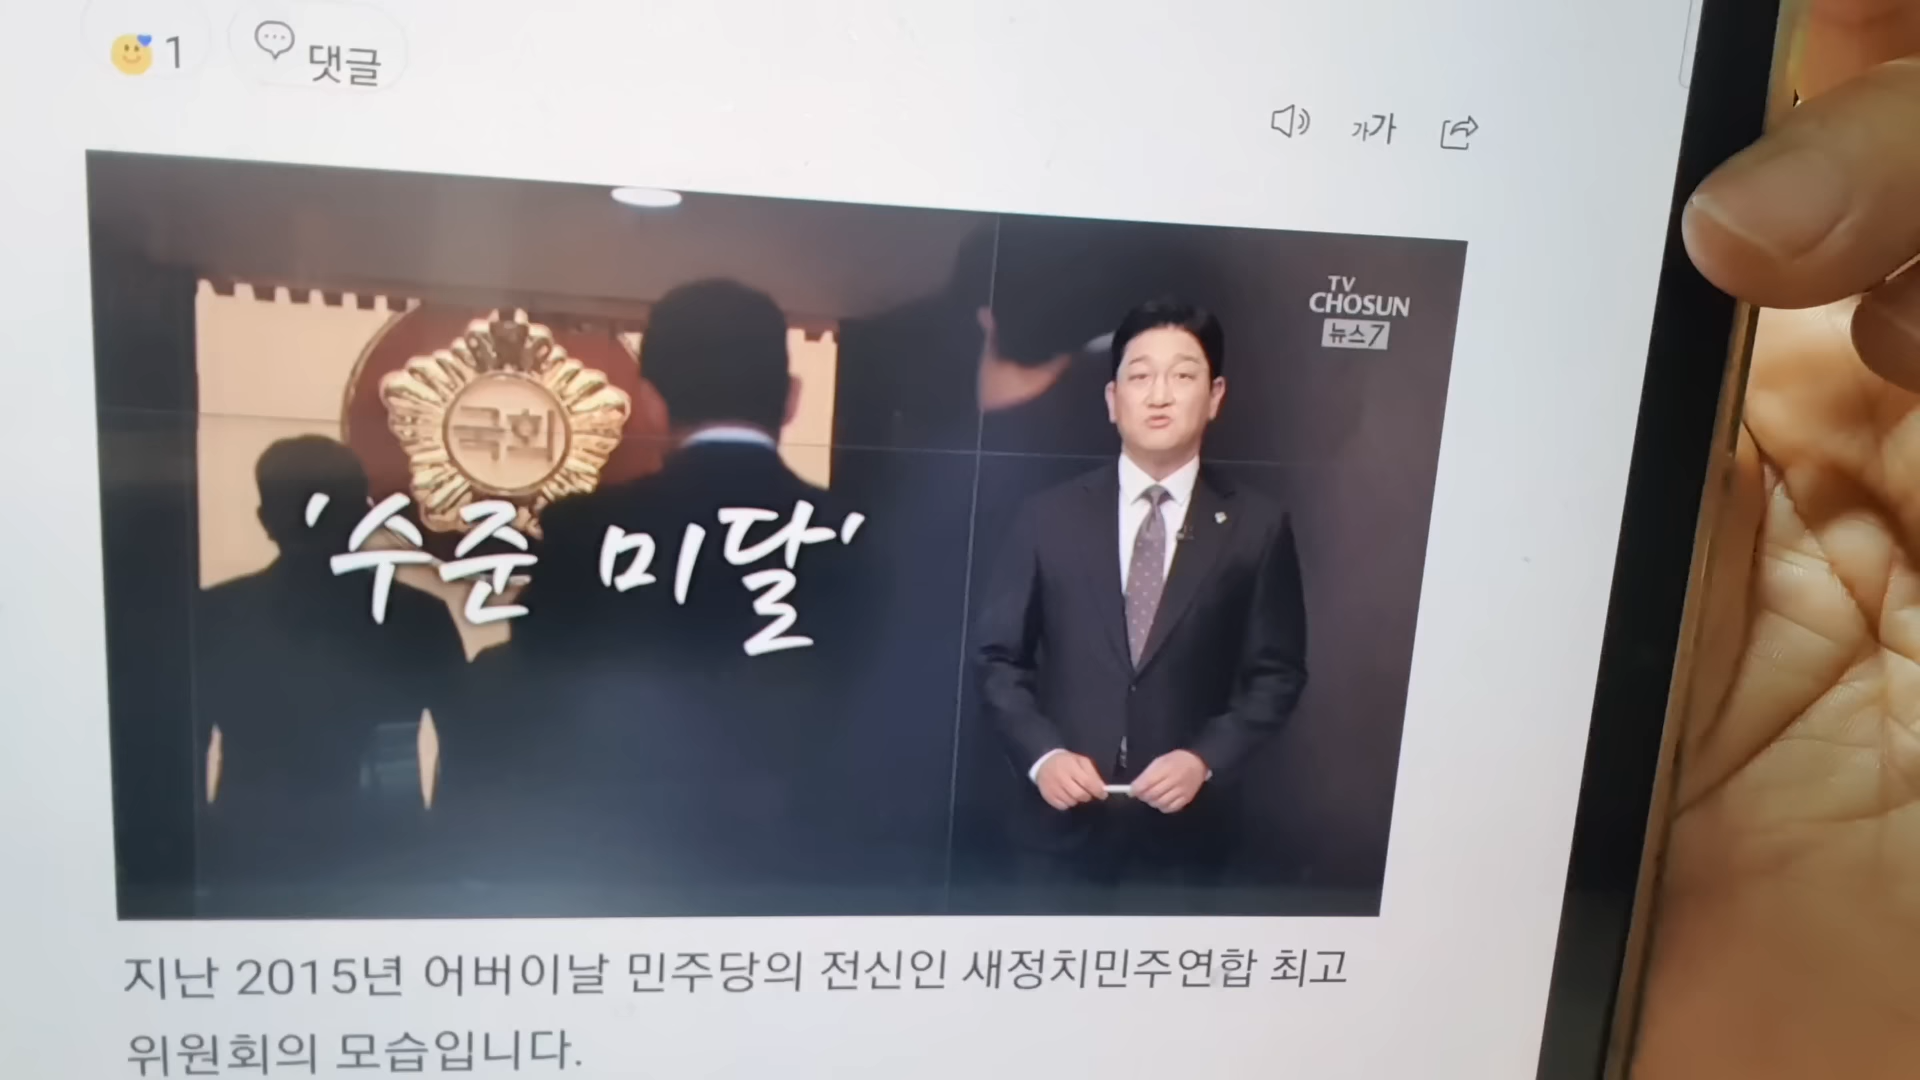 1
댓글
가가
TV
CHOSUN
뉴스7
국회
'수준 미달'
지난 2015년 어버이날 민주당의 전신인 새정치민주연합 최고
위원회의 모습입니다.